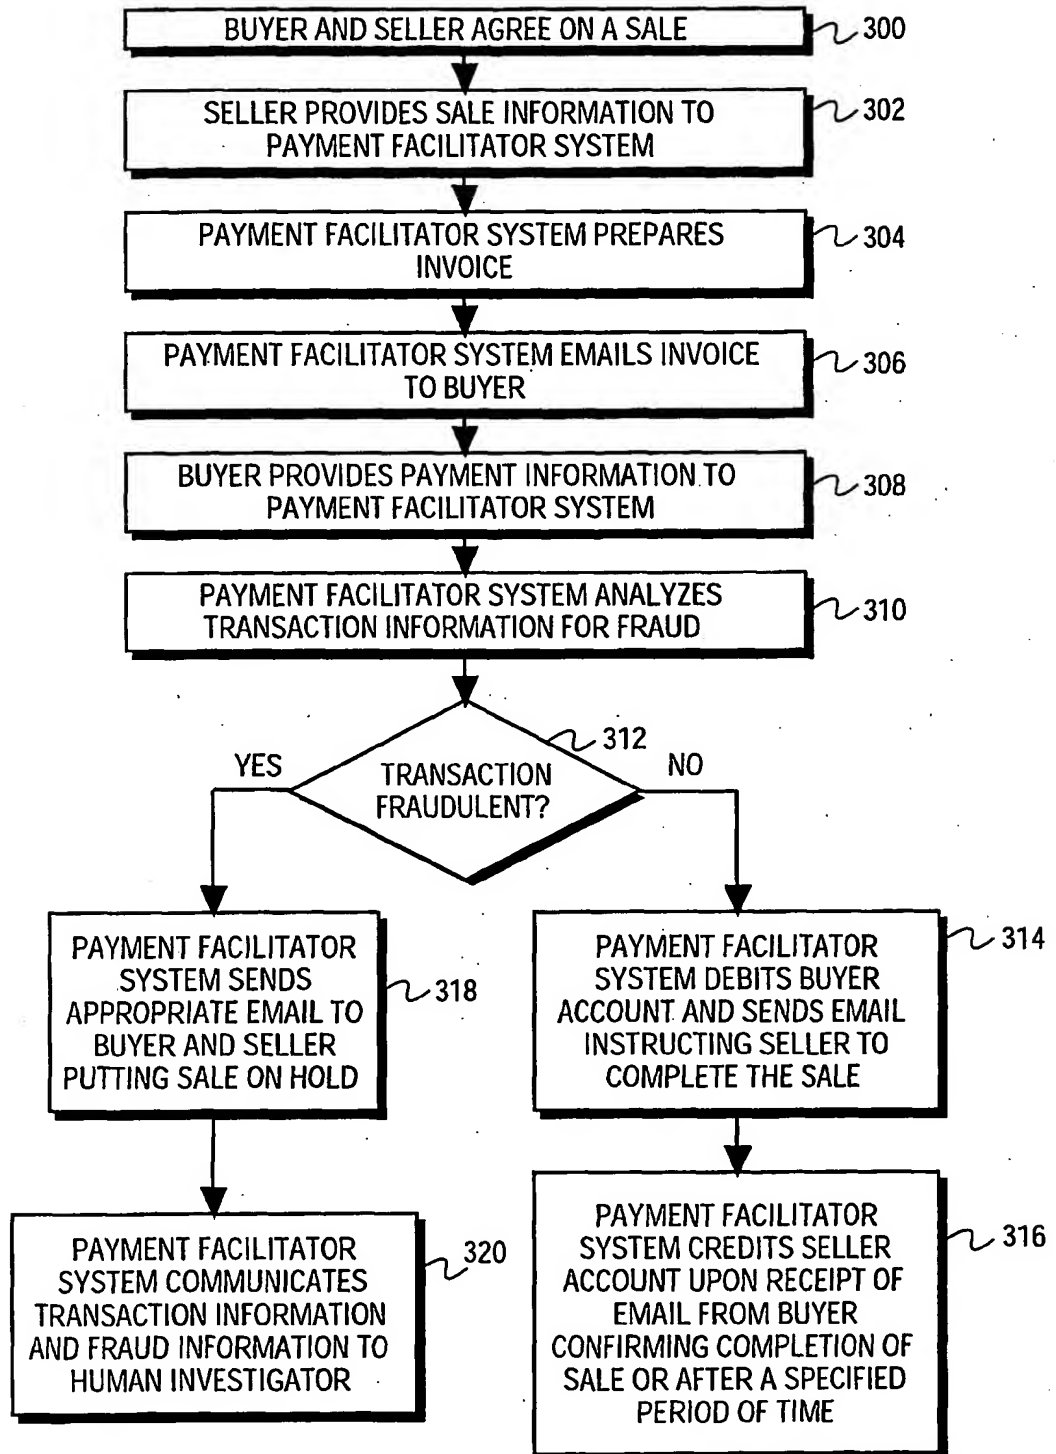 BUYER AND SELLER AGREE ON A SALE
300
SELLER PROVIDES SALE INFORMATION TO
PAYMENT FACILITATOR SYSTEM
302
PAYMENT FACILITATOR SYSTEM PREPARES
INVOICE
304
PAYMENT FACILITATOR SYSTEM EMAILS INVOICE
TO BUYER
306
BUYER PROVIDES PAYMENT INFORMATION TO
PAYMENT FACILITATOR SYSTEM
308
PAYMENT FACILITATOR SYSTEM ANALYZES
TRANSACTION INFORMATION FOR FRAUD
310
312
YES
NO
TRANSACTION
FRAUDULENT?
PAYMENT FACILITATOR
SYSTEM SENDS
APPROPRIATE EMAIL TO
BUYER AND SELLER
PUTTING SALE ON HOLD
318
PAYMENT FACILITATOR
SYSTEM DEBITS BUYER
ACCOUNT AND SENDS EMAIL
INSTRUCTING SELLER TO
COMPLETE THE SALE
314
PAYMENT FACILITATOR
SYSTEM COMMUNICATES
TRANSACTION INFORMATION
AND FRAUD INFORMATION TO
HUMAN INVESTIGATOR
320
PAYMENT FACILITATOR
SYSTEM CREDITS SELLER
ACCOUNT UPON RECEIPT OF
EMAIL FROM BUYER
CONFIRMING COMPLETION OF
SALE OR AFTER A SPECIFIED
PERIOD OF TIME
316